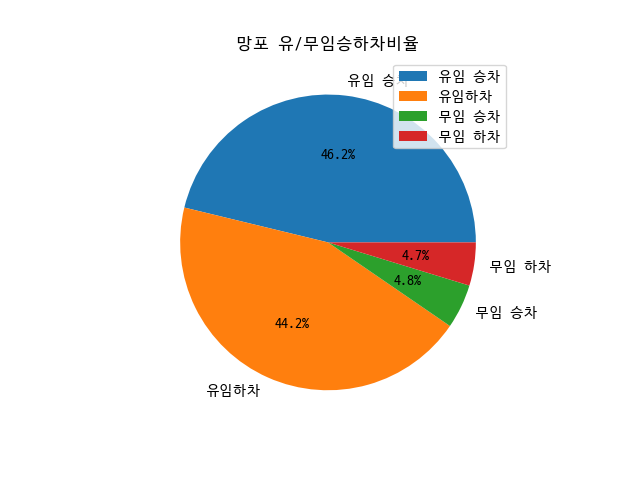 망포 유/무임승하차비율
유임 승차
유임 승차
유임하차
무임 승차
무임 하차
46.2%
4.7%
무임 하차
4.8%
무임 승차
44.2%
유임하차